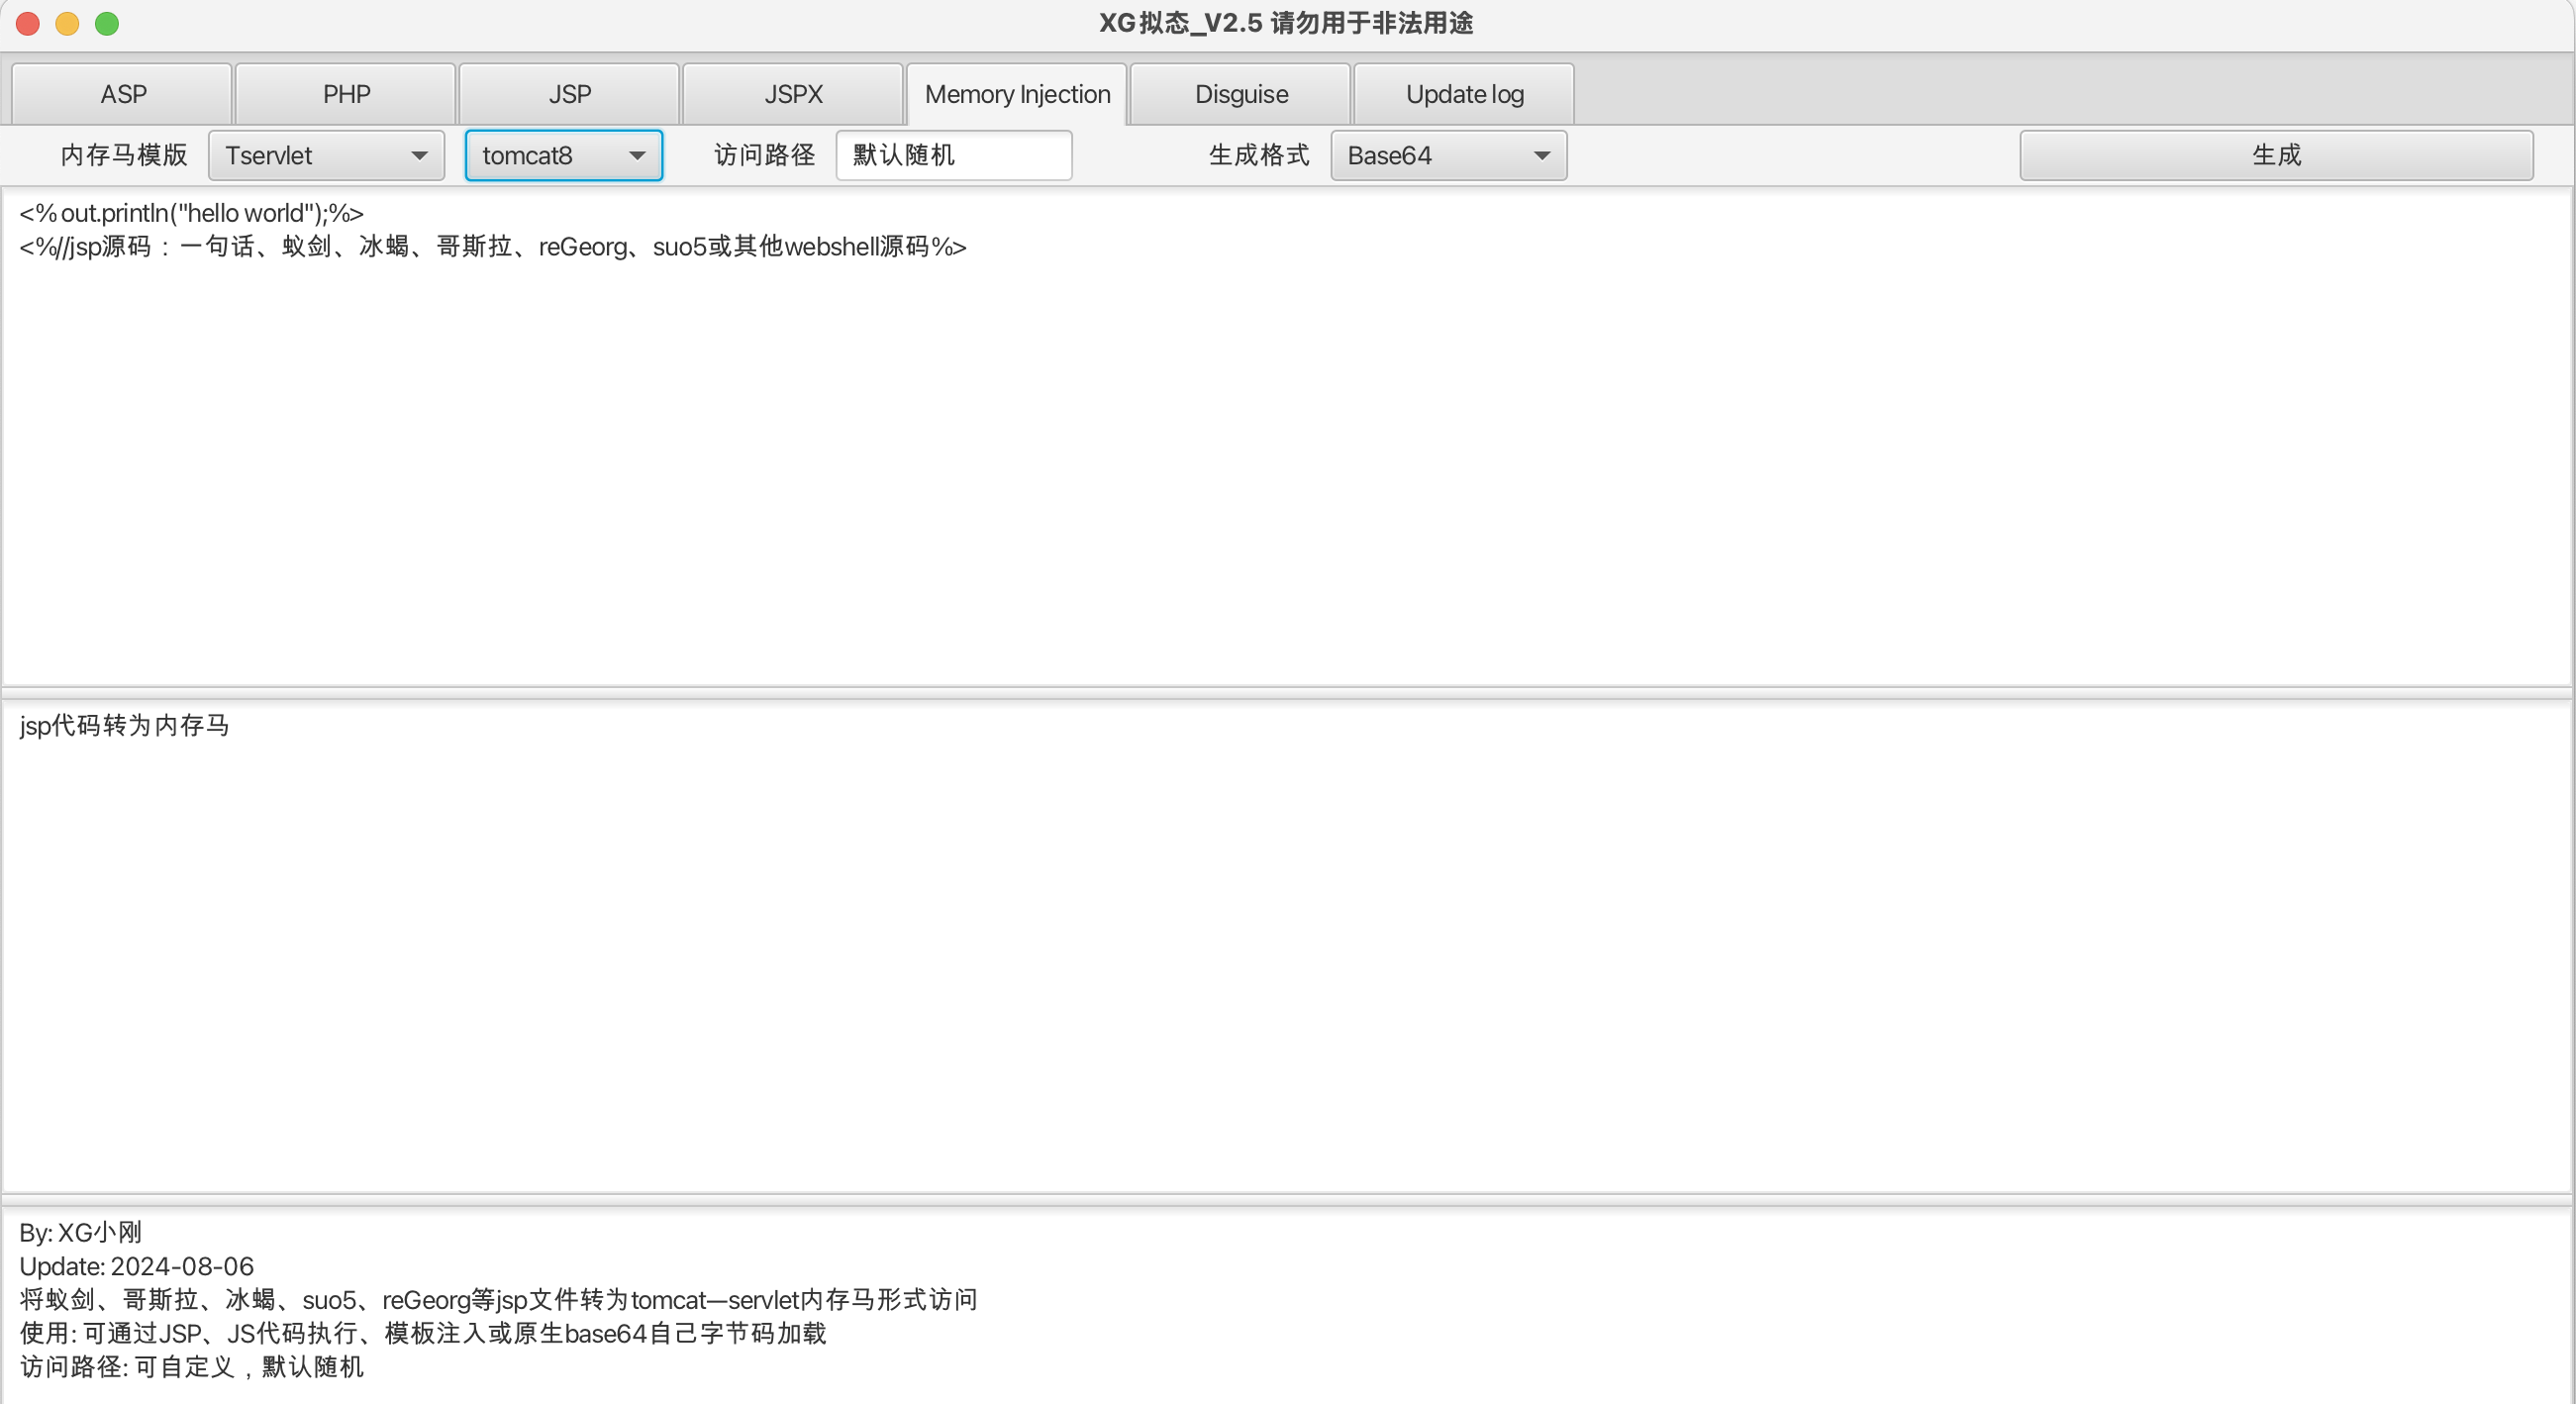 XG拟态_V2.5 请勿用于非法用途
ASP PHP JSP JSPX Memory Injection Disguise Update log
内存马模版 Tservlet tomcat8 访问路径 默认随机 生成格式 Base64 生成
<% out.println("hello world");%>
<%//jsp源码：一句话、蚁剑、冰蝎、哥斯拉、reGeorg、suo5或其他webshell源码%>
jsp代码转为内存马
By: XG小刚
Update: 2024-08-06
将蚁剑、哥斯拉、冰蝎、suo5、reGeorg等jsp文件转为tomcat—servlet内存马形式访问
使用: 可通过JSP、JS代码执行、模板注入或原生base64自己字节码加载
访问路径: 可自定义，默认随机